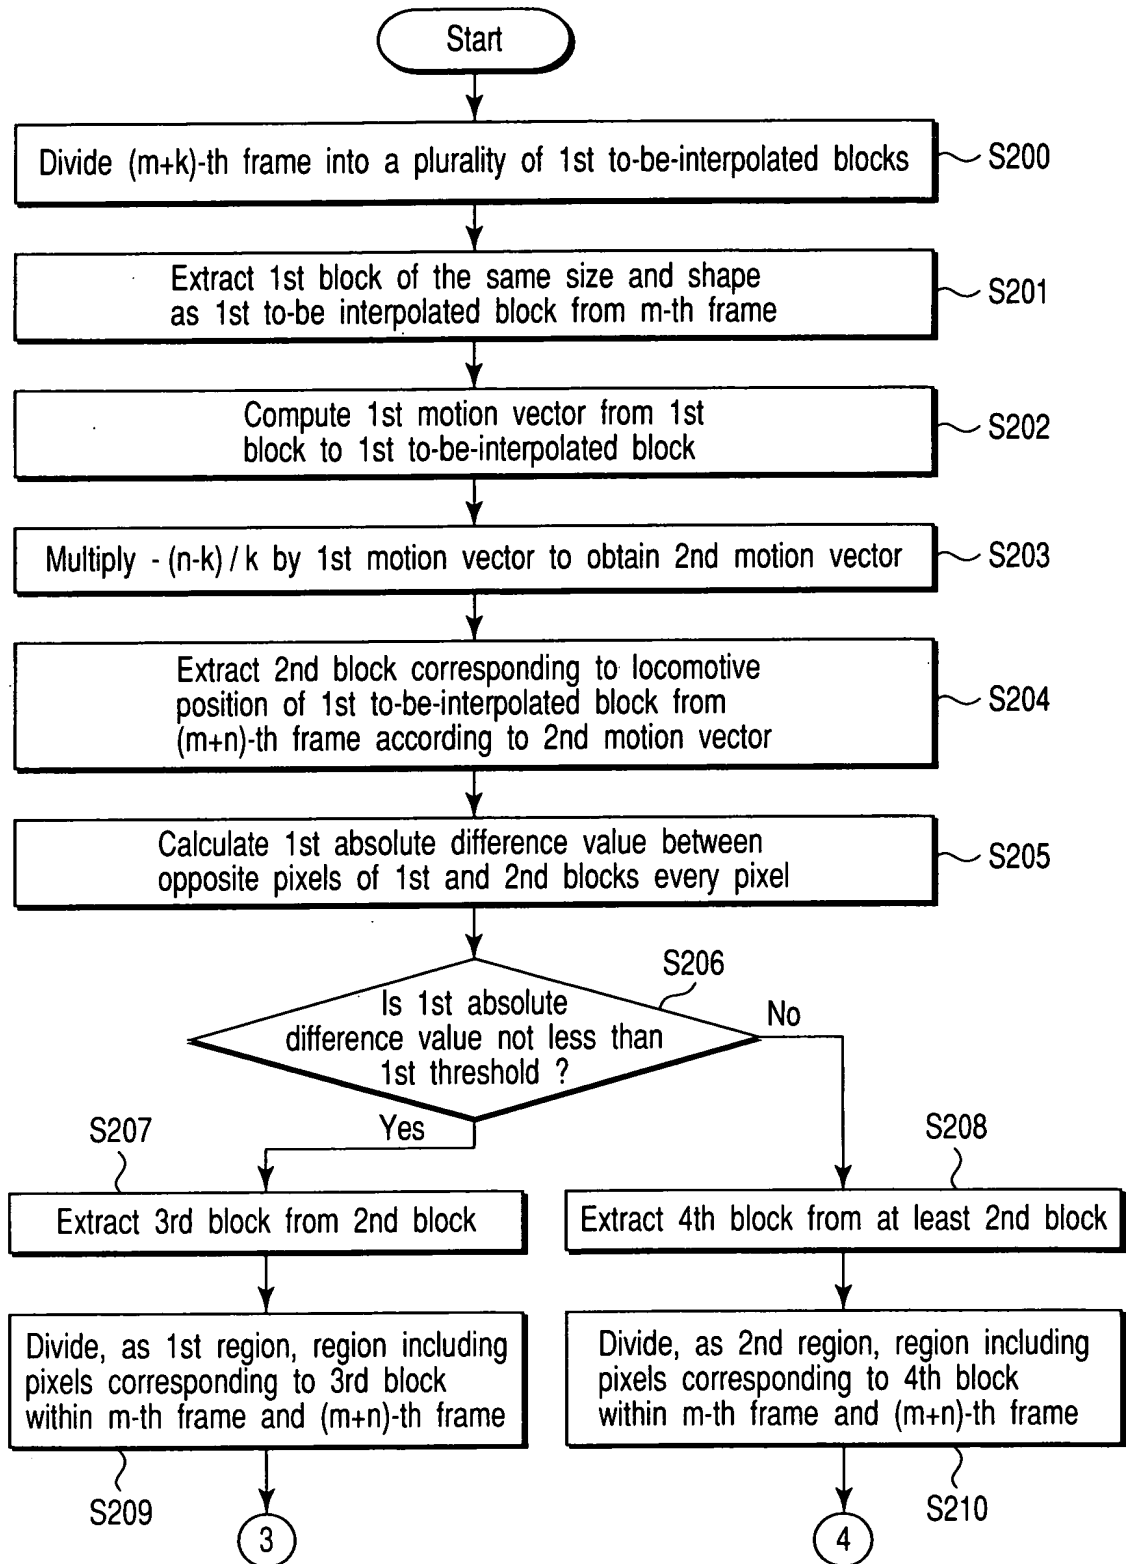 Start
Divide (m+k)-th frame into a plurality of 1st to-be-interpolated blocks
S200
Extract 1st block of the same size and shape
as 1st to-be interpolated block from m-th frame
S201
Compute 1st motion vector from 1st
block to 1st to-be-interpolated block
S202
Multiply - (n-k) / k by 1st motion vector to obtain 2nd motion vector
S203
Extract 2nd block corresponding to locomotive
position of 1st to-be-interpolated block from
(m+n)-th frame according to 2nd motion vector
S204
Calculate 1st absolute difference value between
opposite pixels of 1st and 2nd blocks every pixel
S205
S206
Is 1st absolute
difference value not less than
1st threshold ?
No
Yes
S207
S208
Extract 3rd block from 2nd block
Extract 4th block from at least 2nd block
Divide, as 1st region, region including
pixels corresponding to 3rd block
within m-th frame and (m+n)-th frame
Divide, as 2nd region, region including
pixels corresponding to 4th block
within m-th frame and (m+n)-th frame
S209
S210
3
4